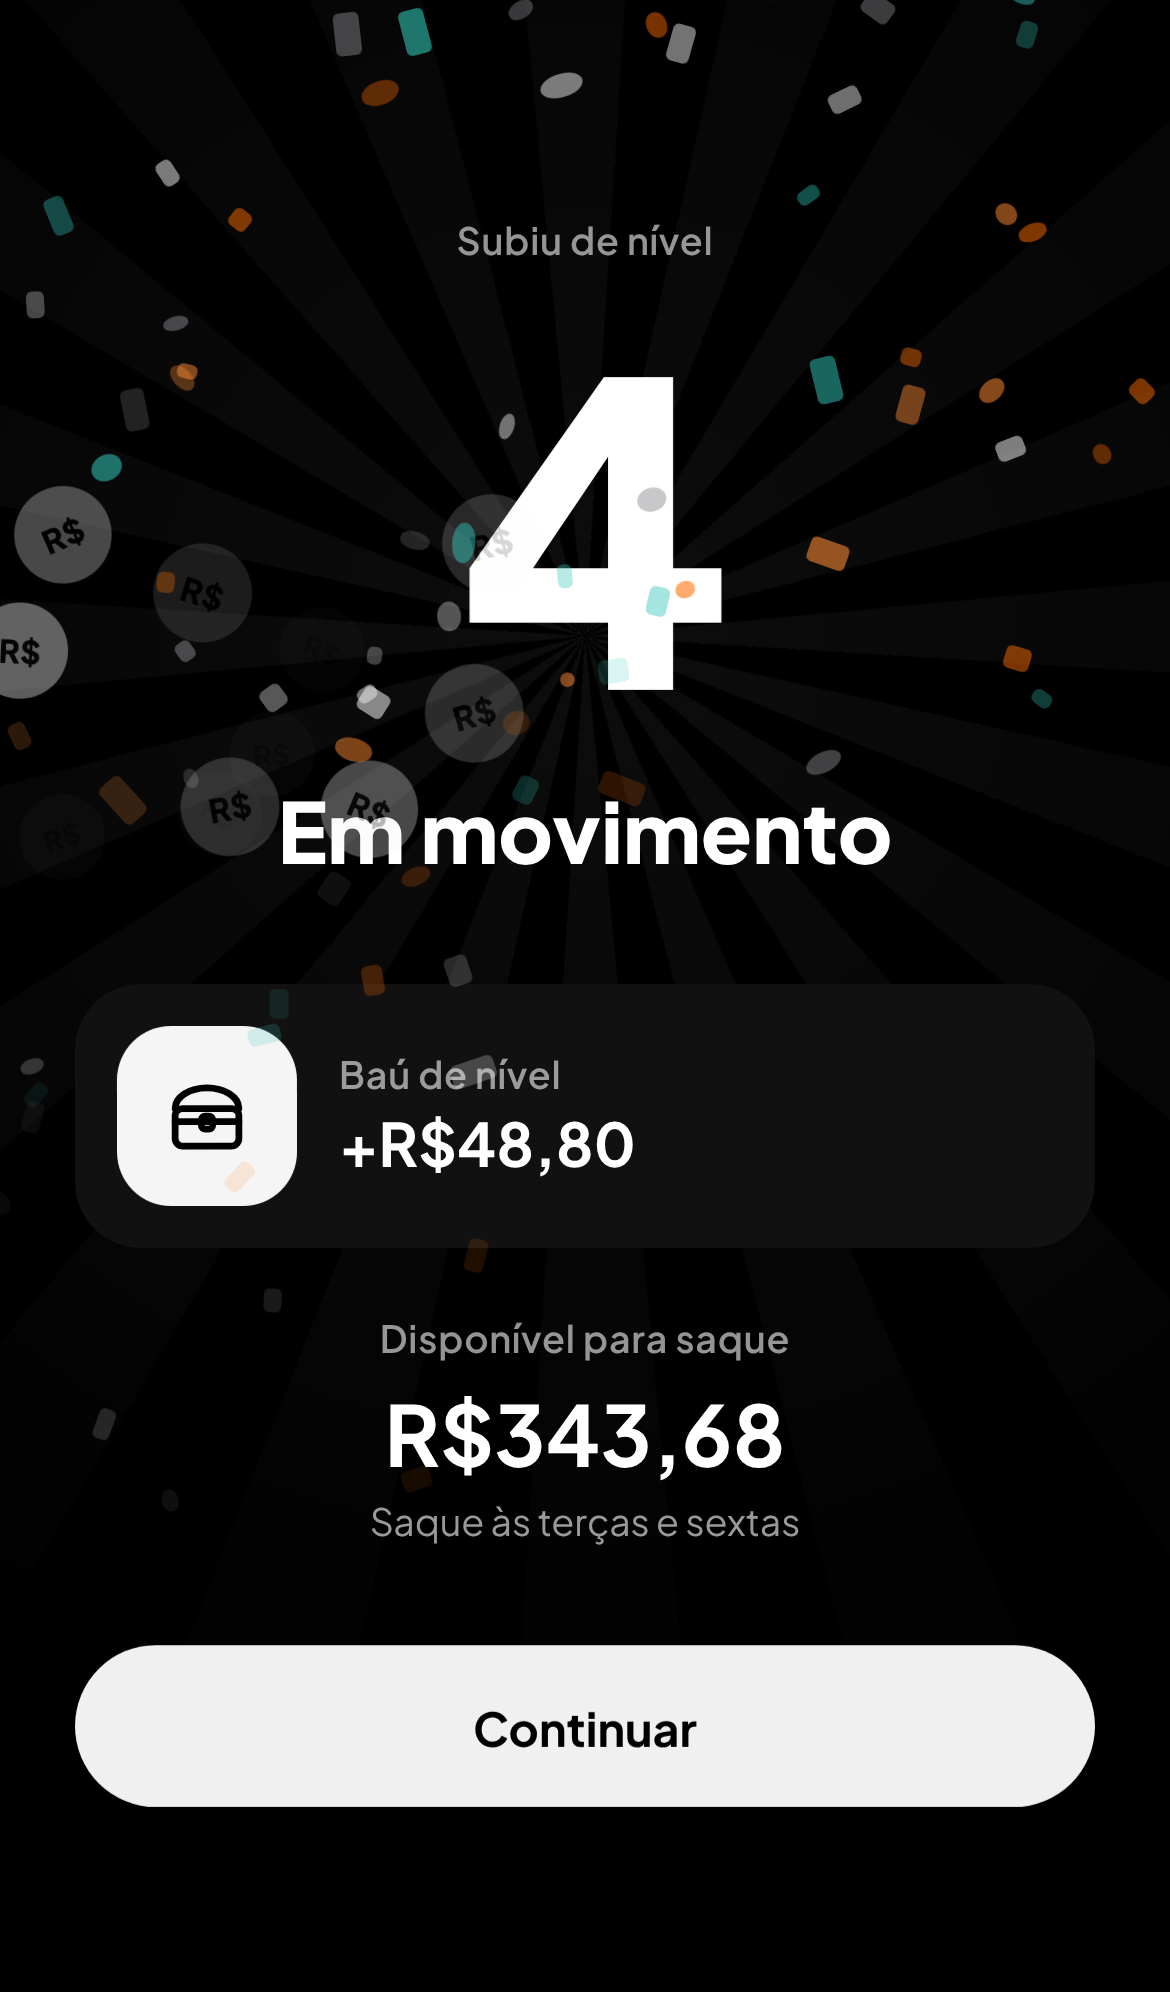 Subiu de nível
4
R$
R$
R$
R$
R$
R$
R$
R$
R$
R$
Em movimento
Baú de nível
+R$48,80
Disponível para saque
R$343,68
Saque às terças e sextas
Continuar